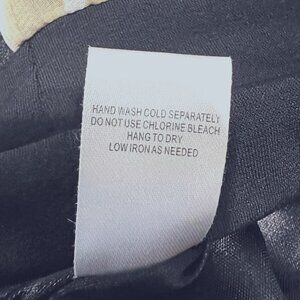 HAND WASH COLD SEPARATELY
DO NOT USE CHLORINE BLEACH
HANG TO DRY
LOW IRON AS NEEDED